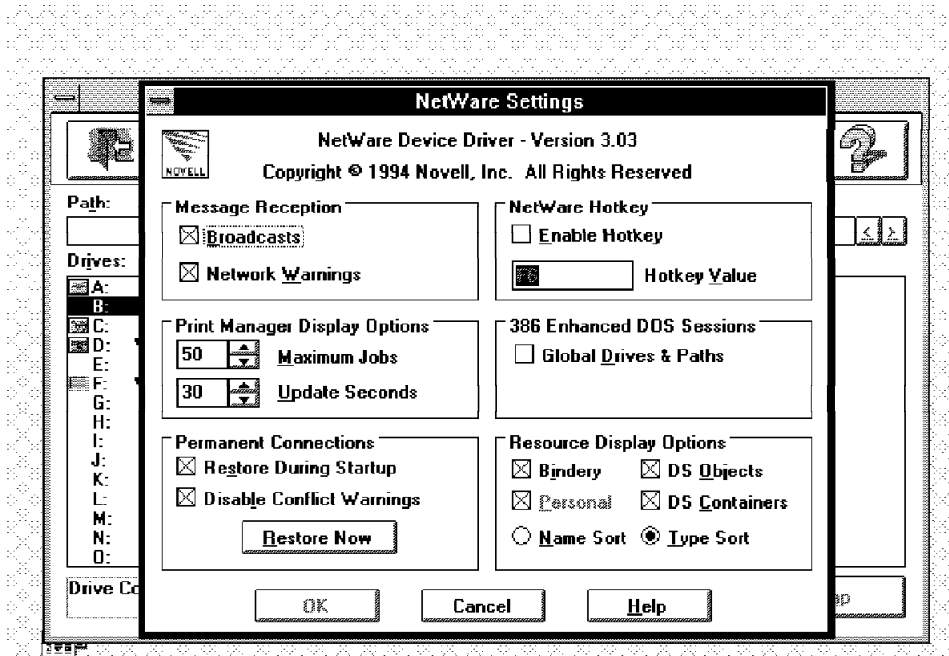 NetWare Settings
NOVELL
NetWare Device Driver - Version 3.03
Copyright © 1994 Novell, Inc. All Rights Reserved
Path:
Message Reception
Broadcasts
Network Warnings
NetWare Hotkey
Enable Hotkey
F6 Hotkey Value
Drives:
A:
B:
C:
D:
E:
F:
G:
H:
I:
J:
K:
L:
M:
N:
O:
Print Manager Display Options
50 Maximum Jobs
30 Update Seconds
386 Enhanced DOS Sessions
Global Drives & Paths
Permanent Connections
Restore During Startup
Disable Conflict Warnings
Restore Now
Resource Display Options
Bindery DS Objects
Personal DS Containers
Name Sort Type Sort
Drive Co
OK Cancel Help
ap